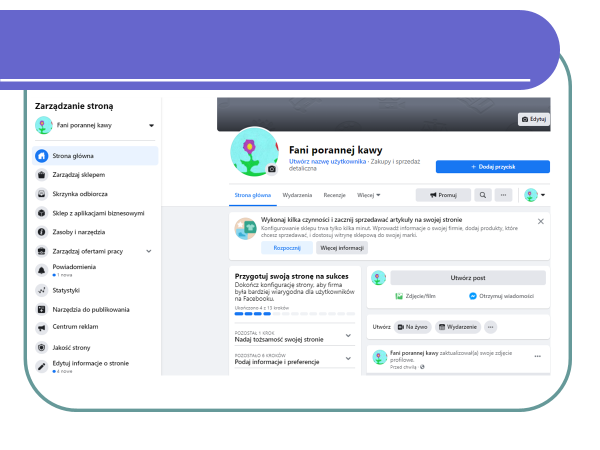 Zarządzanie stroną
Fani porannej kawy
Strona główna
Zarządzaj sklepem
Skrzynka odbiorcza
Sklep z aplikacjami biznesowymi
Zasoby i narzędzia
Zarządzaj ofertami pracy
Powiadomienia
1 nowe
Statystyki
Narzędzia do publikowania
Centrum reklam
Jakość strony
Edytuj informacje o stronie
4 nowe
Edytuj
Fani porannej kawy
Utwórz nazwę użytkownika · Zakupy i sprzedaż
detaliczna
+ Dodaj przycisk
Strona główna Wydarzenia Recenzje Więcej
Promuj
Wykonaj kilka czynności i zacznij sprzedawać artykuły na swojej stronie
Konfigurowanie sklepu trwa tylko kilka minut. Wprowadź informacje o swojej firmie, dodaj produkty, które
chcesz sprzedawać, i dostosuj witrynę sklepową do swojej marki.
Rozpocznij Więcej informacji
Przygotuj swoją stronę na sukces
Dokończ konfigurację strony, aby firma
była bardziej wiarygodna dla użytkowników
na Facebooku.
Ukończono 4 z 13 kroków
POZOSTAŁ 1 KROK
Nadaj tożsamość swojej stronie
POZOSTAŁO 8 KROKÓW
Podaj informacje i preferencje
Utwórz post
Zdjęcie/film Otrzymuj wiadomości
Utwórz Na żywo Wydarzenie
Fani porannej kawy zaktualizował(a) swoje zdjęcie
profilowe.
Przed chwilą ·